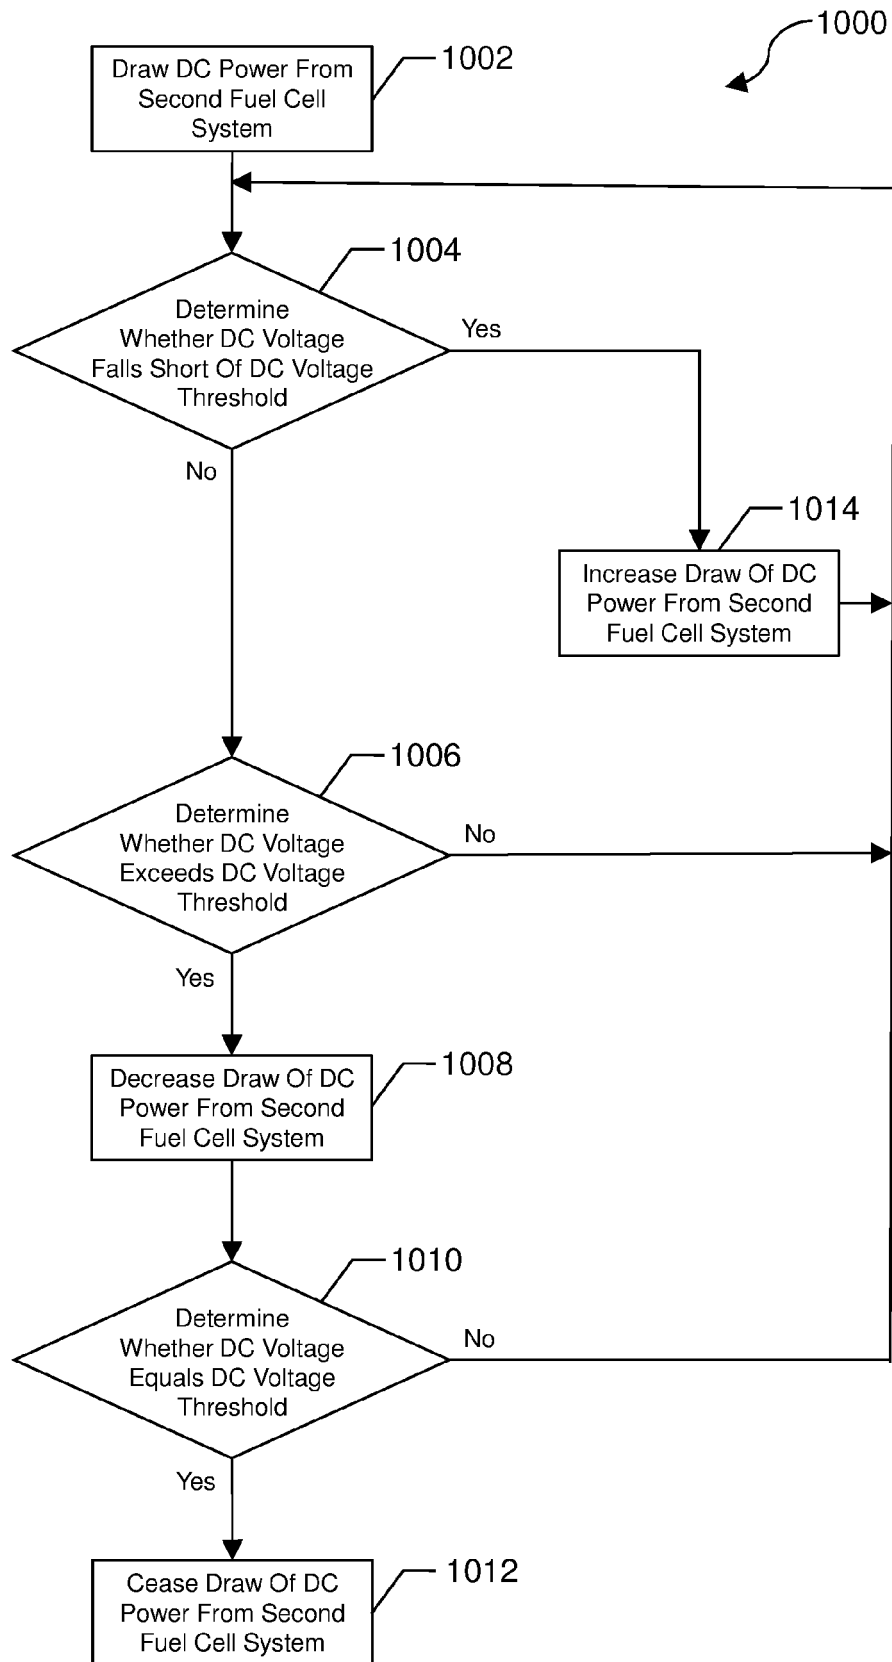 1000
Draw DC Power From
Second Fuel Cell
System
1002
Determine
Whether DC Voltage
Falls Short Of DC Voltage
Threshold
1004
Yes
No
Increase Draw Of DC
Power From Second
Fuel Cell System
1014
Determine
Whether DC Voltage
Exceeds DC Voltage
Threshold
1006
No
Yes
Decrease Draw Of DC
Power From Second
Fuel Cell System
1008
Determine
Whether DC Voltage
Equals DC Voltage
Threshold
1010
No
Yes
Cease Draw Of DC
Power From Second
Fuel Cell System
1012